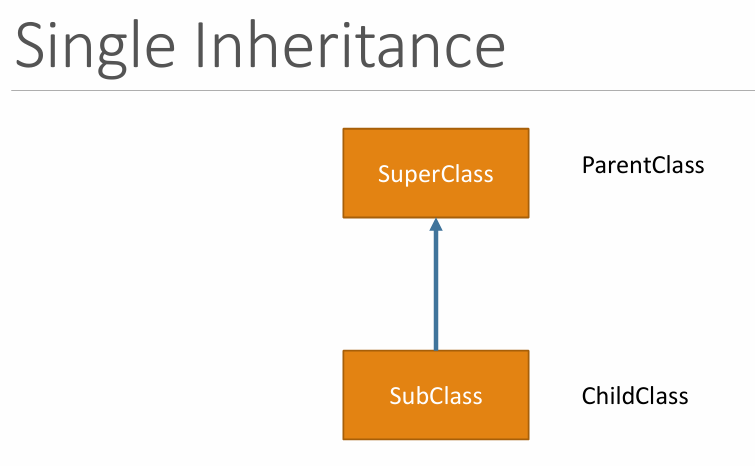 Single Inheritance
SuperClass
ParentClass
SubClass
ChildClass